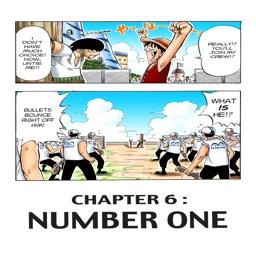 I
DON'T
HAVE
MUCH
CHOICE!
NOW,
UNTIE
ME!!
REALLY!?
YOU'LL
JOIN MY
CREW!?
BULLETS
BOUNCE
RIGHT OFF
HIM!
WHAT
IS
HE!?
CHAPTER 6 :
NUMBER ONE